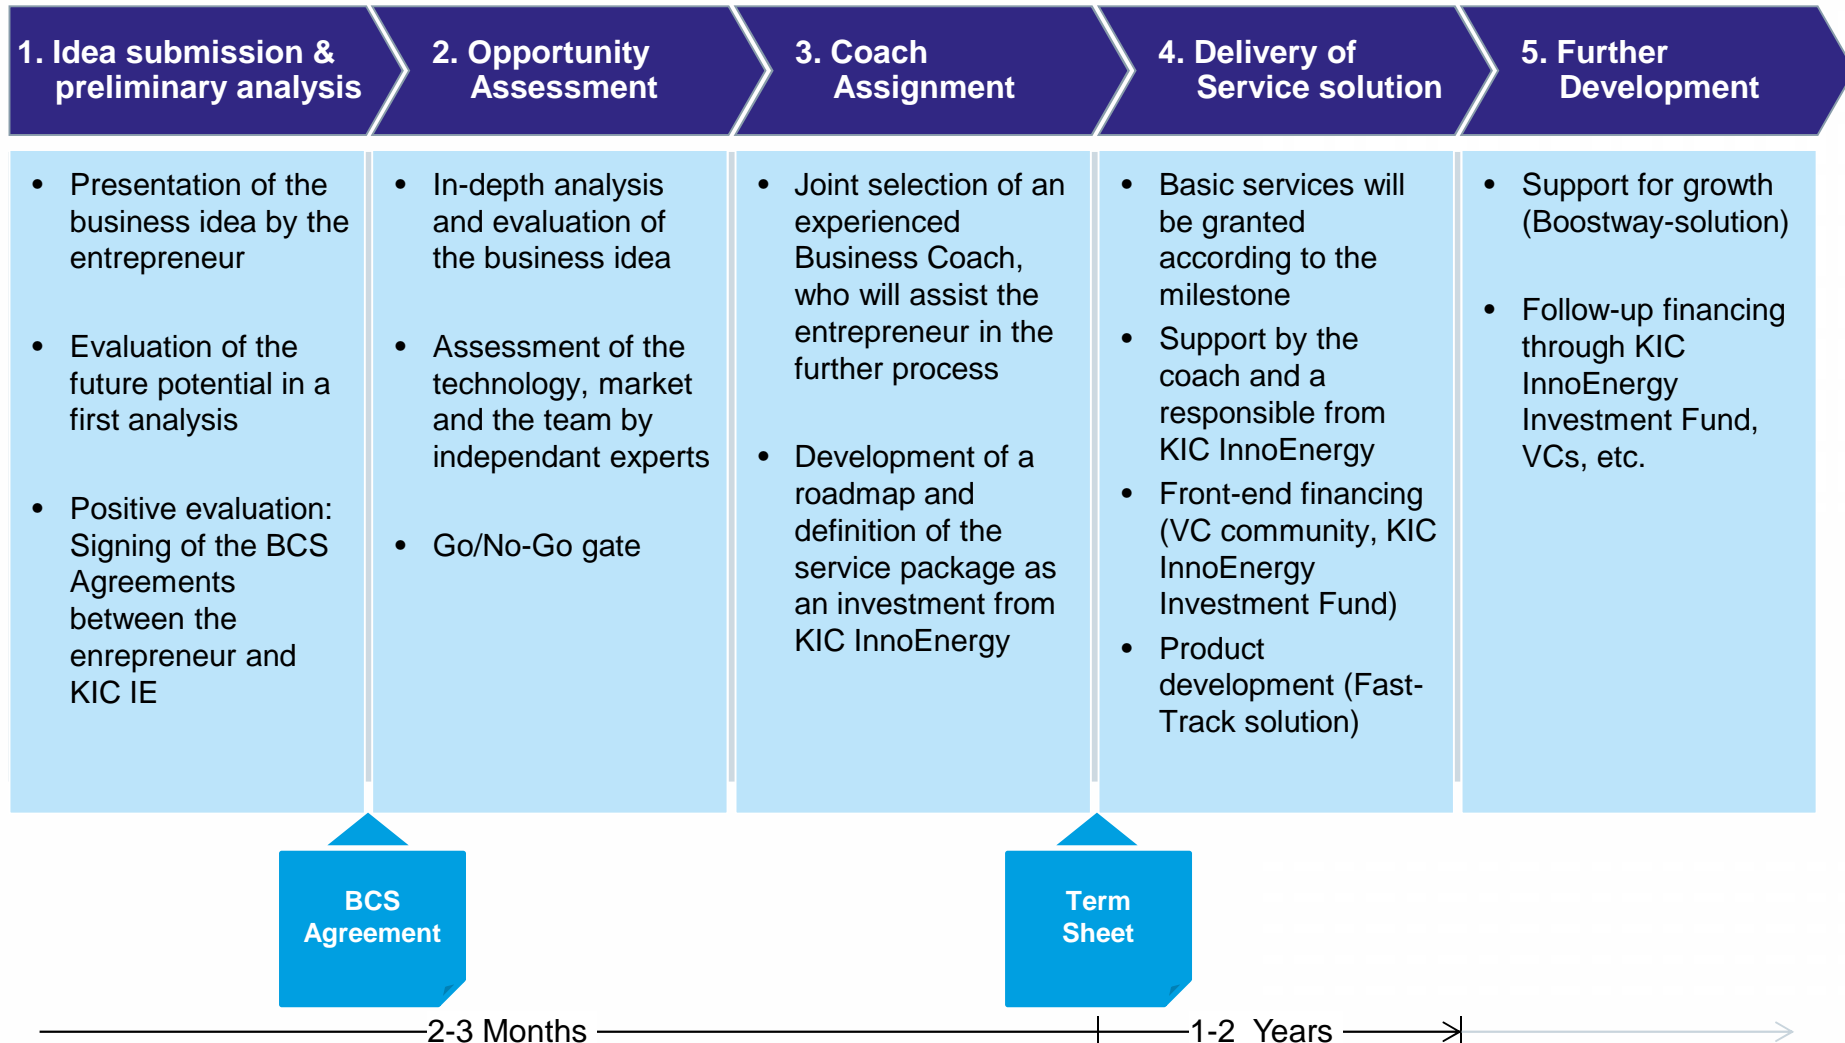 1. Idea submission &
preliminary analysis
2. Opportunity
Assessment
3. Coach
Assignment
4. Delivery of
Service solution
5. Further
Development
• Presentation of the
business idea by the
entrepreneur
• Evaluation of the
future potential in a
first analysis
• Positive evaluation:
Signing of the BCS
Agreements
between the
enrepreneur and
KIC IE
• In-depth analysis
and evaluation of
the business idea
• Assessment of the
technology, market
and the team by
independant experts
• Go/No-Go gate
• Joint selection of an
experienced
Business Coach,
who will assist the
entrepreneur in the
further process
• Development of a
roadmap and
definition of the
service package as
an investment from
KIC InnoEnergy
• Basic services will
be granted
according to the
milestone
• Support by the
coach and a
responsible from
KIC InnoEnergy
• Front-end financing
(VC community, KIC
InnoEnergy
Investment Fund)
• Product
development (Fast-
Track solution)
• Support for growth
(Boostway-solution)
• Follow-up financing
through KIC
InnoEnergy
Investment Fund,
VCs, etc.
BCS
Agreement
Term
Sheet
2-3 Months
1-2 Years